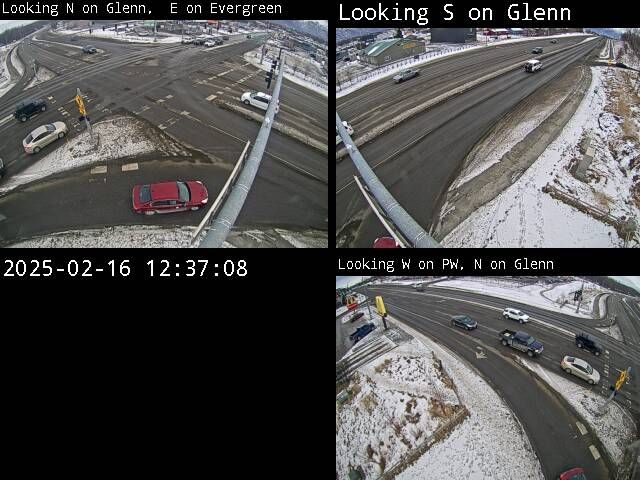 Looking N on Glenn,  E on Evergreen
Looking S on Glenn
2025-02-16 12:37:08
Looking W on PW, N on Glenn